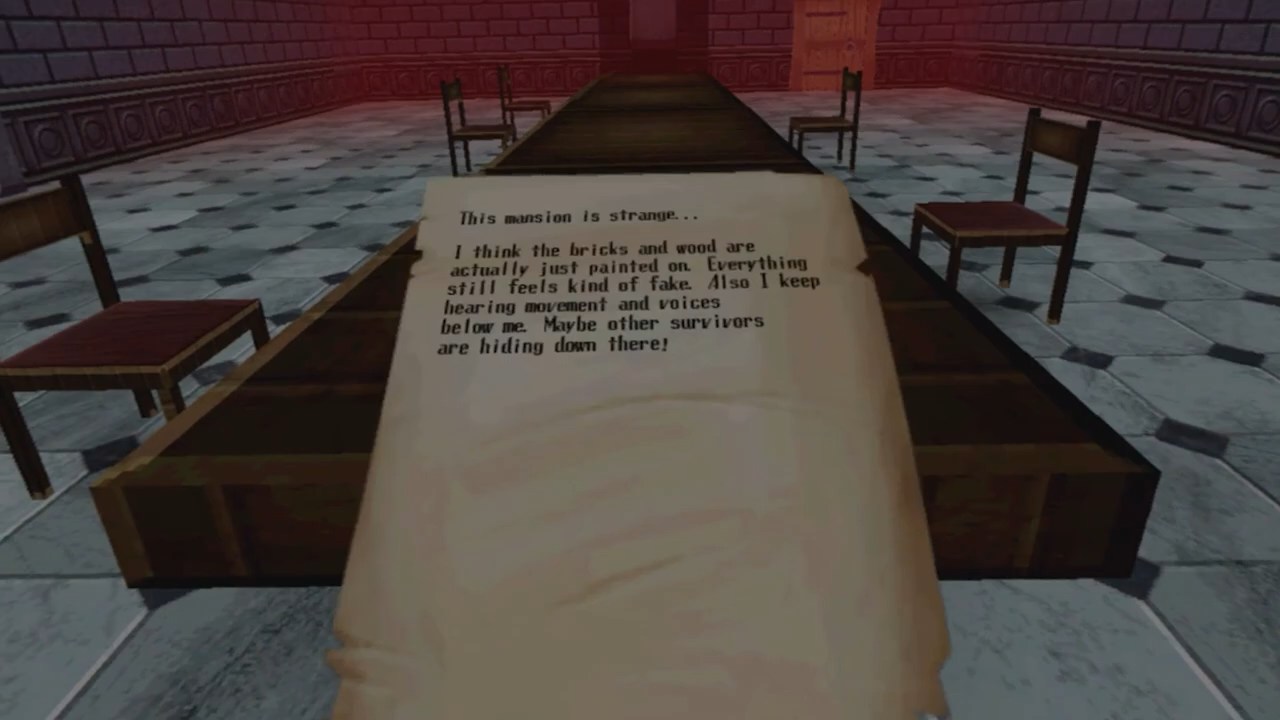 This mansion is strange...
I think the bricks and wood are
actually just painted on. Everything
still feels kind of fake. Also I keep
hearing movement and voices
below me. Maybe other survivors
are hiding down there!